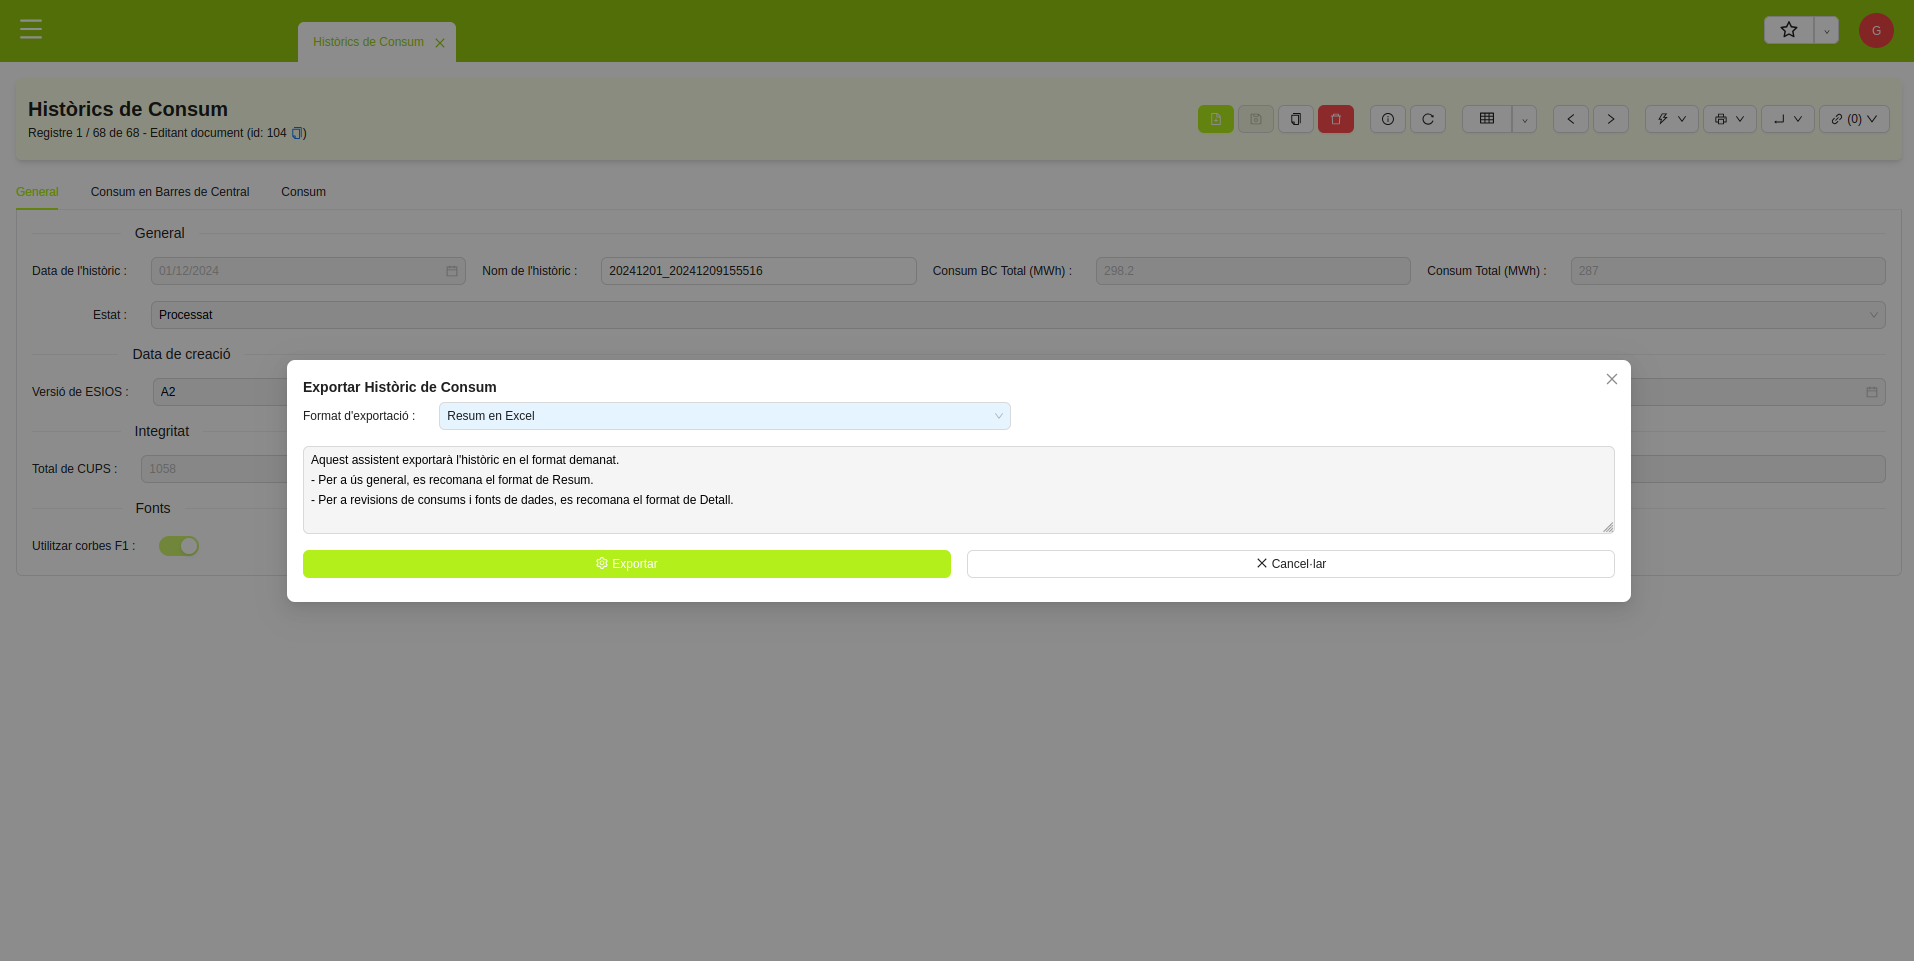 Històrics de Consum
G
Històrics de Consum
Registre 1 / 68 de 68 - Editant document (id: 104 )
(0)
General Consum en Barres de Central Consum
General
Data de l'històric : 01/12/2024 Nom de l'històric : 20241201_20241209155516 Consum BC Total (MWh) : 298.2 Consum Total (MWh) : 287
Estat : Processat
Data de creació
Versió de ESIOS : A2
Integritat
Total de CUPS : 1058
Fonts
Utilitzar corbes F1 :
Exportar Històric de Consum
Format d'exportació : Resum en Excel
Aquest assistent exportarà l'històric en el format demanat.
- Per a ús general, es recomana el format de Resum.
- Per a revisions de consums i fonts de dades, es recomana el format de Detall.
Exportar Cancel·lar